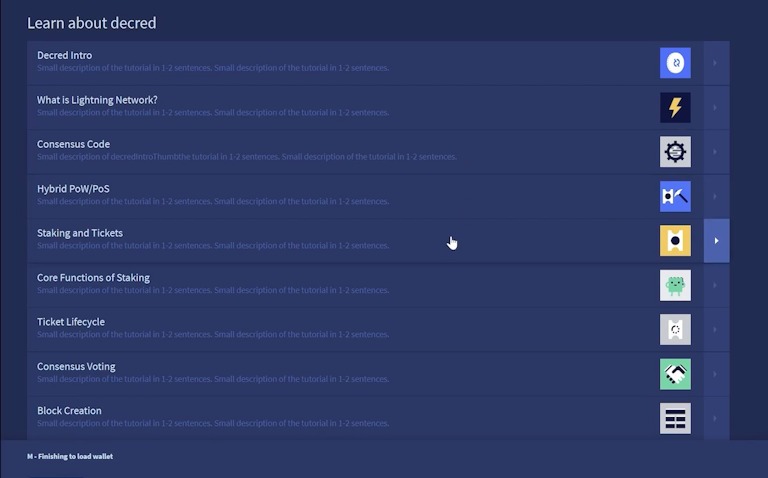 Learn about decred
Decred Intro
Small description of the tutorial in 1-2 sentences. Small description of the tutorial in 1-2 sentences.
What is Lightning Network?
Small description of the tutorial in 1-2 sentences. Small description of the tutorial in 1-2 sentences.
Consensus Code
Small description of decredIntroThumbthe tutorial in 1-2 sentences. Small description of the tutorial in 1-2 sentences.
Hybrid PoW/PoS
Small description of the tutorial in 1-2 sentences. Small description of the tutorial in 1-2 sentences.
Staking and Tickets
Small description of the tutorial in 1-2 sentences. Small description of the tutorial in 1-2 sentences.
Core Functions of Staking
Small description of the tutorial in 1-2 sentences. Small description of the tutorial in 1-2 sentences.
Ticket Lifecycle
Small description of the tutorial in 1-2 sentences. Small description of the tutorial in 1-2 sentences.
Consensus Voting
Small description of the tutorial in 1-2 sentences. Small description of the tutorial in 1-2 sentences.
Block Creation
Small description of the tutorial in 1-2 sentences. Small description of the tutorial in 1-2 sentences.
M - Finishing to load wallet